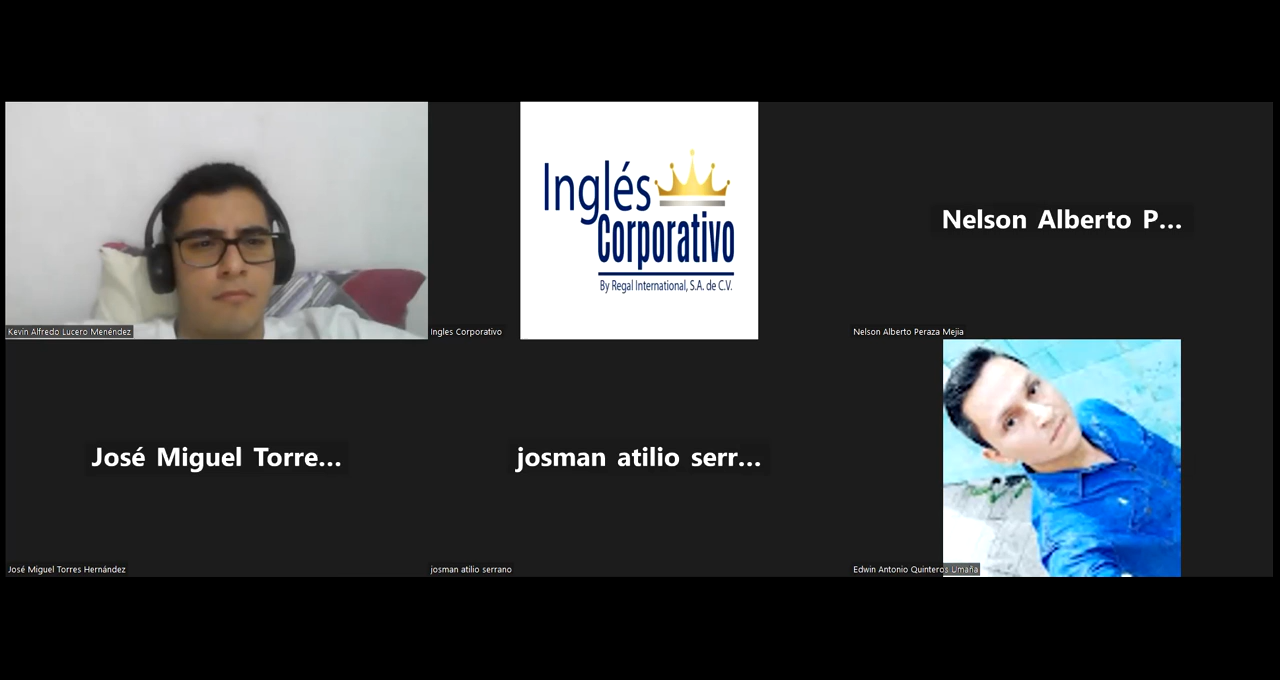 Inglés
Corporativo
By Regal International, S.A. de C.V.
Nelson Alberto P...
Kevin Alfredo Lucero Menéndez
Ingles Corporativo
Nelson Alberto Peraza Mejia
José Miguel Torre...
josman atilio serr...
José Miguel Torres Hernández
josman atilio serrano
Edwin Antonio Quinteros Umaña